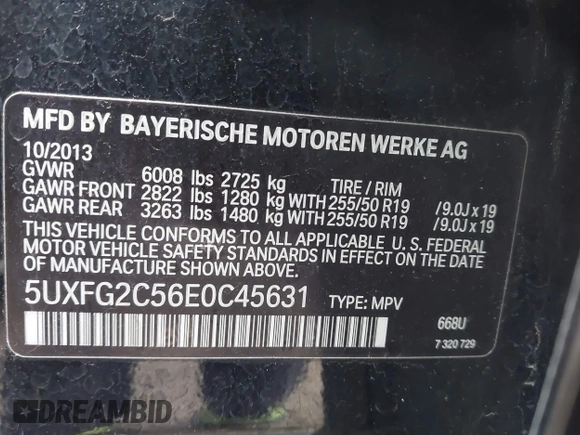 MFD BY BAYERISCHE MOTOREN WERKE AG
10/2013
GVWR 6008 lbs 2725 kg TIRE / RIM
GAWR FRONT 2822 lbs 1280 kg WITH 255/50 R19 /9.0J x 19
GAWR REAR 3263 lbs 1480 kg WITH 255/50 R19 /9.0J x 19
THIS VEHICLE CONFORMS TO ALL APPLICABLE U. S. FEDERAL
MOTOR VEHICLE SAFETY STANDARDS IN EFFECT ON THE
DATE OF MANUFACTURE SHOWN ABOVE.
5UXFG2C56E0C45631 TYPE: MPV
668U
7 320 729
DREAMBID